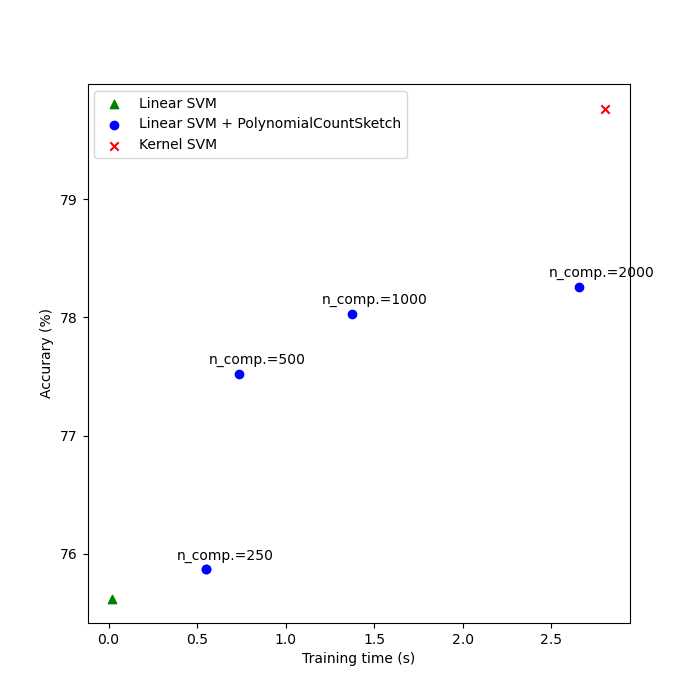 Linear SVM
Linear SVM + PolynomialCountSketch
Kernel SVM
n_comp.=2000
n_comp.=1000
n_comp.=500
n_comp.=250
79
78
77
76
Accurary (%)
0.0 0.5 1.0 1.5 2.0 2.5
Training time (s)